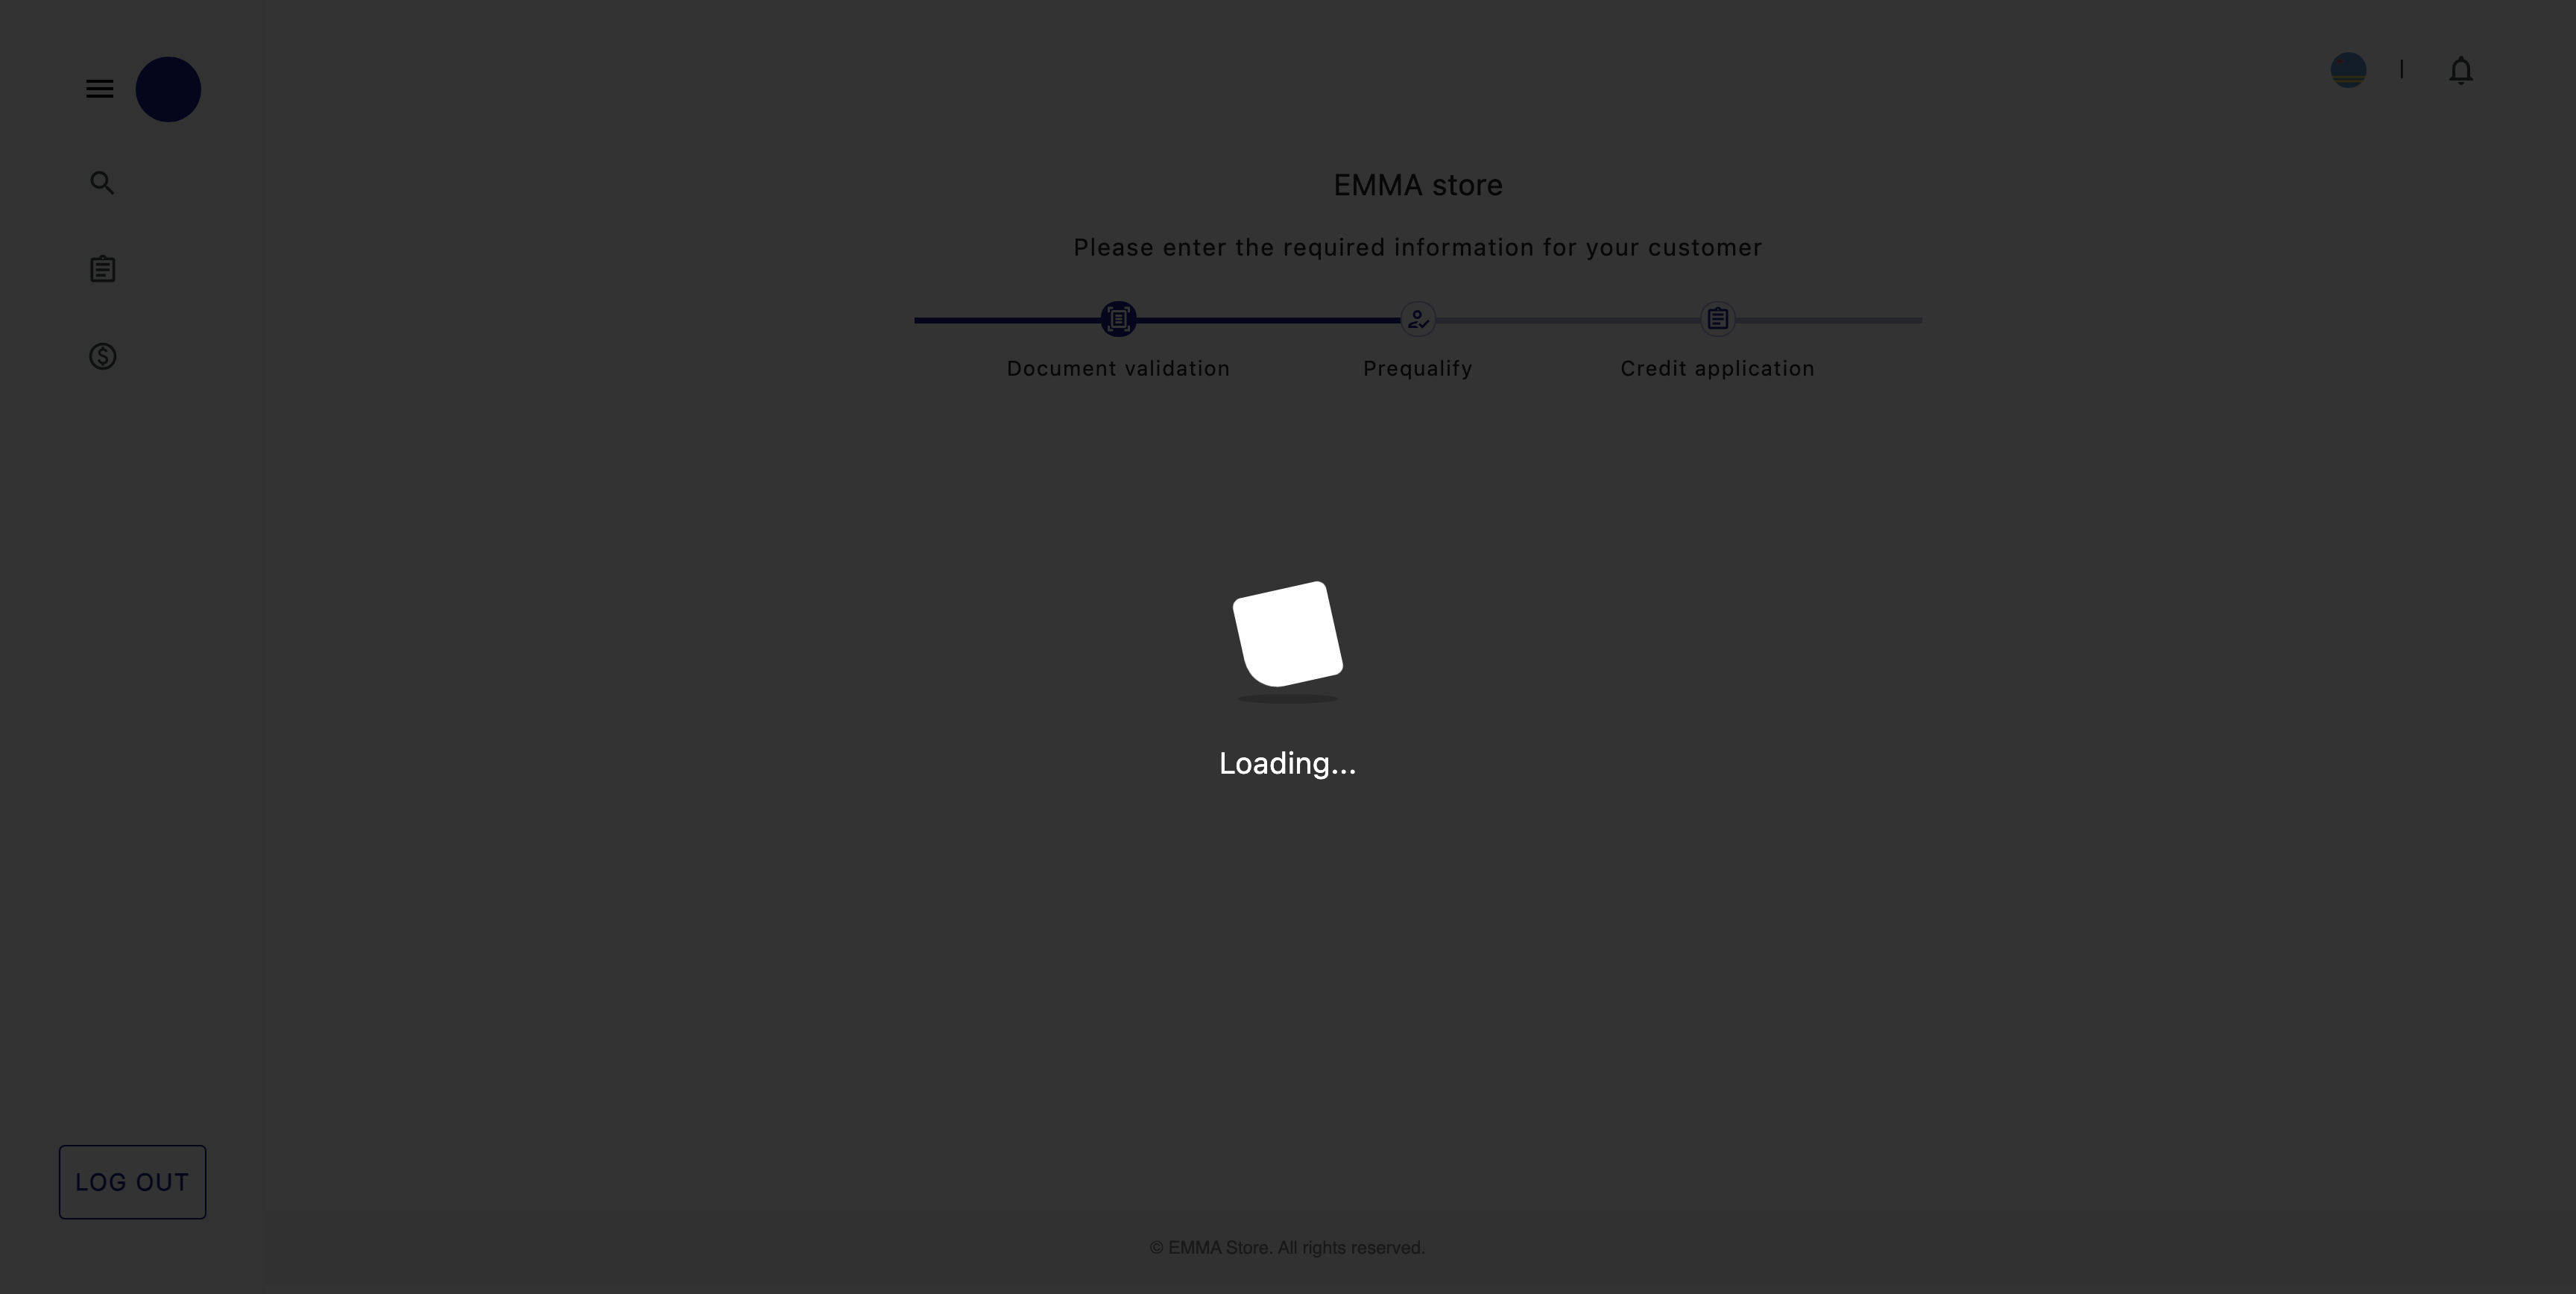 EMMA store
Please enter the required information for your customer
Document validation
Prequalify
Credit application
Loading...
LOG OUT
© EMMA Store. All rights reserved.